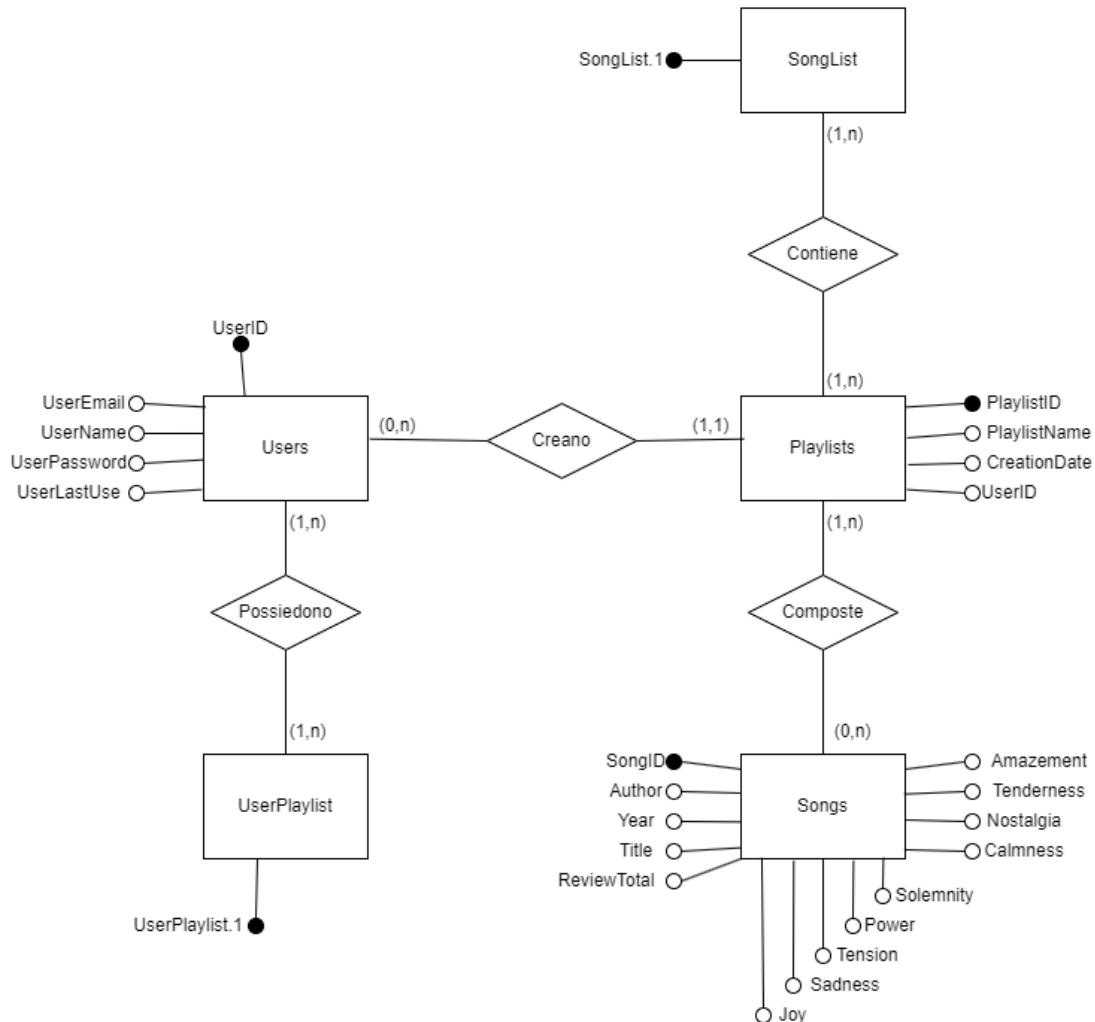 SongList.1
SongList
(1,n)
Contiene
UserID
(1,n)
UserEmail
UserName
UserPassword
UserLastUse
Users
(0,n)
Creano
(1,1)
Playlists
PlaylistID
PlaylistName
CreationDate
UserID
(1,n)
(1,n)
Possiedono
Composte
(1,n)
(0,n)
UserPlaylist
UserPlaylist.1
SongID
Author
Year
Title
ReviewTotal
Songs
Amazement
Tenderness
Nostalgia
Calmness
Solemnity
Power
Tension
Sadness
Joy